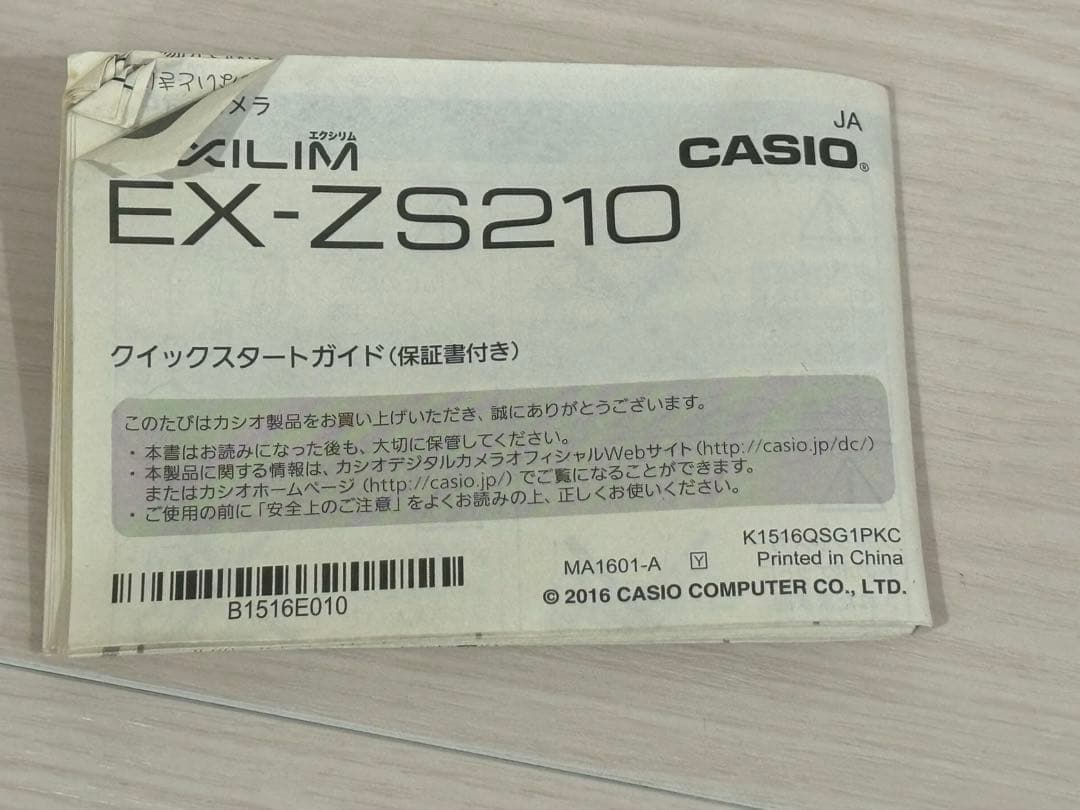 メラ
JA
エクシリム
XILIM
CASIO®
EX-ZS210
クイックスタートガイド(保証書付き)
このたびはカシオ製品をお買い上げいただき、誠にありがとうございます。
・本書はお読みになった後も、大切に保管してください。
・本製品に関する情報は、カシオデジタルカメラオフィシャルWebサイト(http://casio.jp/dc/)
またはカシオホームページ(http://casio.jp/)でご覧になることができます。
・ご使用の前に「安全上のご注意」をよくお読みの上、正しくお使いください。
K1516QSG1PKC
MA1601-A Y Printed in China
© 2016 CASIO COMPUTER CO., LTD.
B1516E010